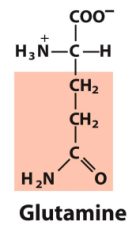 COO⁻
H₃N⁺—C—H
CH₂
CH₂
C
H₂N O
Glutamine